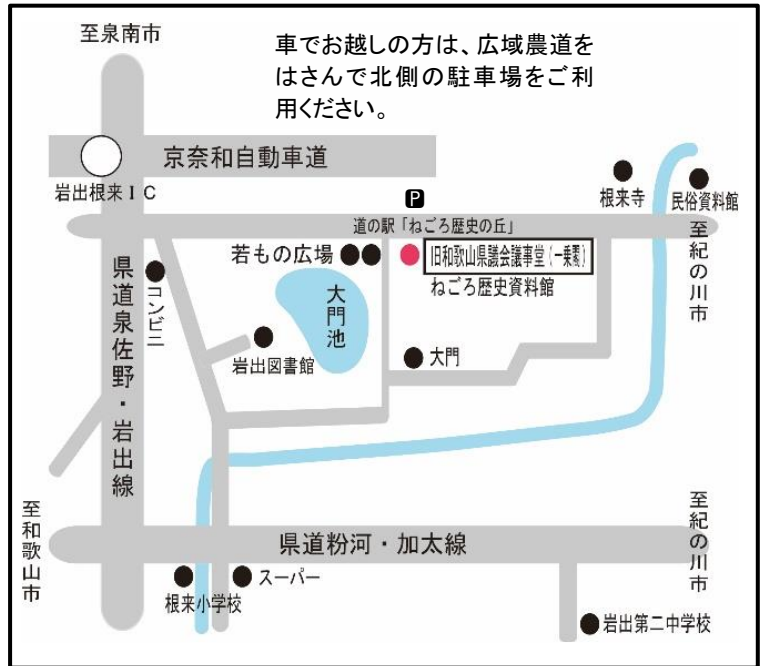 至泉南市
車でお越しの方は、広域農道を
はさんで北側の駐車場をご利
用ください。
京奈和自動車道
岩出根来ＩＣ
P
根来寺
民俗資料館
道の駅「ねごろ歴史の丘」
至紀の川市
若もの広場
旧和歌山県議会議事堂(一乗閣)
ねごろ歴史資料館
県道泉佐野・岩出線
コンビニ
大門池
岩出図書館
大門
至和歌山市
県道粉河・加太線
至紀の川市
スーパー
根来小学校
岩出第二中学校